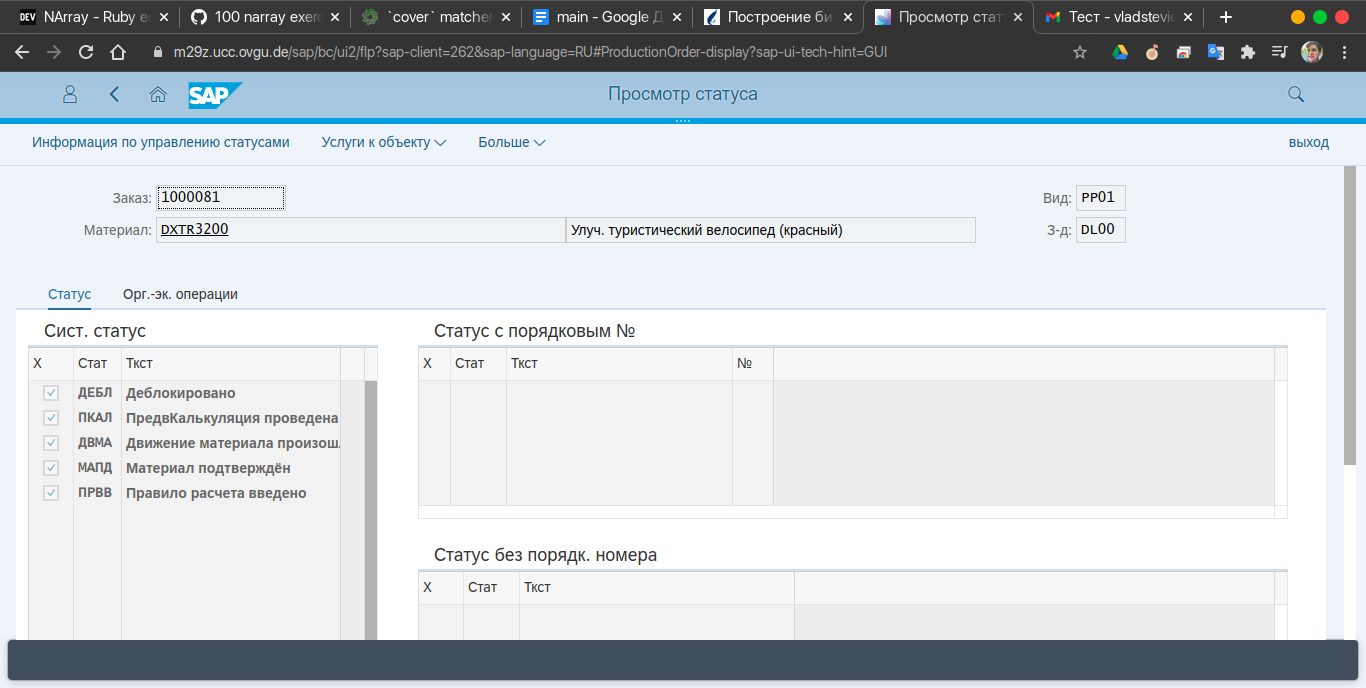 DEV NArray - Ruby e
100 narray exerc
`cover` matcher
main - Google Д
Построение би
Просмотр стат
Тест - vladstevie
m29z.ucc.ovgu.de/sap/bc/ui2/flp?sap-client=262&sap-language=RU#ProductionOrder-display?sap-ui-tech-hint=GUI
SAP
Просмотр статуса
Информация по управлению статусами
Услуги к объекту
Больше
выход
Заказ: 1000081
Вид: PP01
Материал: DXTR3200 Улуч. туристический велосипед (красный)
З-д: DL00
Статус
Орг.-эк. операции
Сист. статус
X Стат Ткст
ДЕБЛ Деблокировано
ПКАЛ ПредвКалькуляция проведена
ДВМА Движение материала произош
МАПД Материал подтверждён
ПРВВ Правило расчета введено
Статус с порядковым №
X Стат Ткст №
Статус без порядк. номера
X Стат Ткст